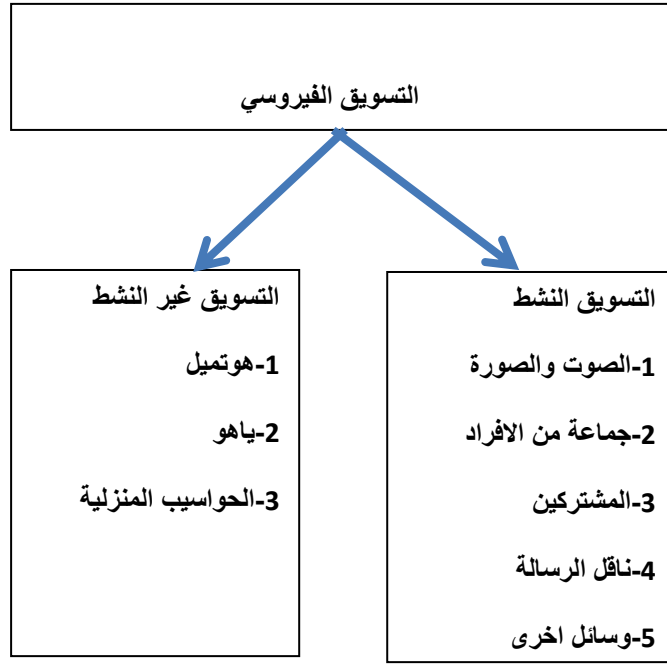 التسويق الفيروسي
التسويق النشط
1-الصوت والصورة
2-جماعة من الافراد
3-المشتركين
4-ناقل الرسالة
5-وسائل اخرى
التسويق غير النشط
1-هوتميل
2-ياهو
3-الحواسيب المنزلية